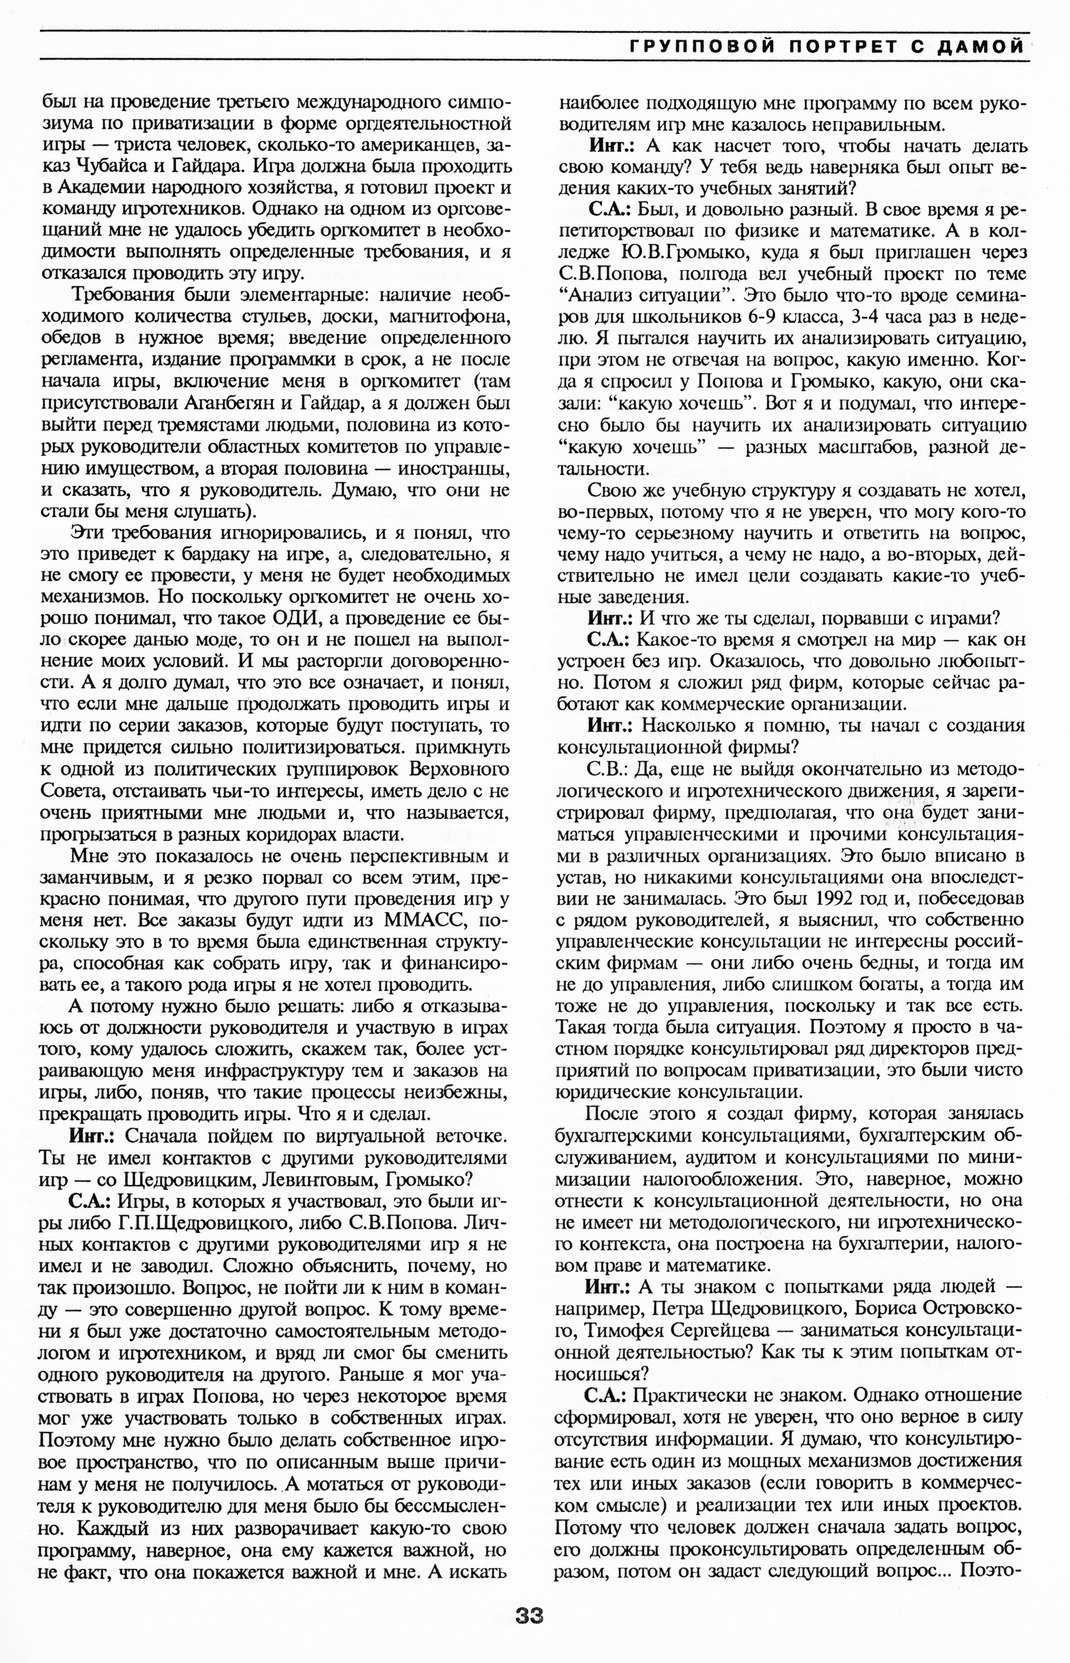 ГРУППОВОЙ ПОРТРЕТ С ДАМОЙ
был на проведение третьего международного симпо-
зиума по приватизации в форме оргдеятельностной
игры — триста человек, сколько-то американцев, за-
каз Чубайса и Гайдара. Игра должна была проходить
в Академии народного хозяйства, я готовил проект и
команду игротехников. Однако на одном из оргсове-
щаний мне не удалось убедить оргкомитет в необхо-
димости выполнять определенные требования, и я
отказался проводить эту игру.
Требования были элементарные: наличие необ-
ходимого количества стульев, доски, магнитофона,
обедов в нужное время; введение определенного
регламента, издание программки в срок, а не после
начала игры, включение меня в оргкомитет (там
присутствовали Аганбегян и Гайдар, а я должен был
выйти перед тремястами людьми, половина из кото-
рых руководители областных комитетов по управле-
нию имуществом, а вторая половина — иностранцы,
и сказать, что я руководитель. Думаю, что они не
стали бы меня слушать).
Эти требования игнорировались, и я понял, что
это приведет к бардаку на игре, а, следовательно, я
не смогу ее провести, у меня не будет необходимых
механизмов. Но поскольку оргкомитет не очень хо-
рошо понимал, что такое ОДИ, а проведение ее бы-
ло скорее данью моде, то он и не пошел на выпол-
нение моих условий. И мы расторгли договоренно-
сти. А я долго думал, что это все означает, и понял,
что если мне дальше продолжать проводить игры и
идти по серии заказов, которые будут поступать, то
мне придется сильно политизироваться. примкнуть
к одной из политических группировок Верховного
Совета, отстаивать чьи-то интересы, иметь дело с не
очень приятными мне людьми и, что называется,
прогрызаться в разных коридорах власти.
Мне это показалось не очень перспективным и
заманчивым, и я резко порвал со всем этим, пре-
красно понимая, что другого пути проведения игр у
меня нет. Все заказы будут идти из ММАСС, по-
скольку это в то время была единственная структу-
ра, способная как собрать игру, так и финансиро-
вать ее, а такого рода игры я не хотел проводить.
А потому нужно было решать: либо я отказыва-
юсь от должности руководителя и участвую в играх
того, кому удалось сложить, скажем так, более уст-
раивающую меня инфраструктуру тем и заказов на
игры, либо, поняв, что такие процессы неизбежны,
прекращать проводить игры. Что я и сделал.
Инт.: Сначала пойдем по виртуальной веточке.
Ты не имел контактов с другими руководителями
игр — со Щедровицким, Левинтовым, Громыко?
С.А.: Игры, в которых я участвовал, это были иг-
ры либо Г.П.Щедровицкого, либо С.В.Попова. Лич-
ных контактов с другими руководителями игр я не
имел и не заводил. Сложно объяснить, почему, но
так произошло. Вопрос, не пойти ли к ним в коман-
ду — это совершенно другой вопрос. К тому време-
ни я был уже достаточно самостоятельным методо-
логом и игротехником, и вряд ли смог бы сменить
одного руководителя на другого. Раньше я мог уча-
ствовать в играх Попова, но через некоторое время
мог уже участвовать только в собственных играх.
Поэтому мне нужно было делать собственное игро-
вое пространство, что по описанным выше причи-
нам у меня не получилось. А мотаться от руководи-
теля к руководителю для меня было бы бессмыслен-
но. Каждый из них разворачивает какую-то свою
программу, наверное, она ему кажется важной, но
не факт, что она покажется важной и мне. А искать
наиболее подходящую мне программу по всем руко-
водителям игр мне казалось неправильным.
Инт.: А как насчет того, чтобы начать делать
свою команду? У тебя ведь наверняка был опыт ве-
дения каких-то учебных занятий?
С.А.: Был, и довольно разный. В свое время я ре-
петиторствовал по физике и математике. А в кол-
ледже Ю.В.Громыко, куда я был приглашен через
С.В.Попова, полгода вел учебный проект по теме
“Анализ ситуации”. Это было что-то вроде семина-
ров для школьников 6-9 класса, 3-4 часа раз в неде-
лю. Я пытался научить их анализировать ситуацию,
при этом не отвечая на вопрос, какую именно. Ког-
да я спросил у Попова и Громыко, какую, они ска-
зали: “какую хочешь”. Вот я и подумал, что интере-
сно было бы научить их анализировать ситуацию
“какую хочешь” — разных масштабов, разной де-
тальности.
Свою же учебную структуру я создавать не хотел,
во-первых, потому что я не уверен, что могу кого-то
чему-то серьезному научить и ответить на вопрос,
чему надо учиться, а чему не надо, а во-вторых, дей-
ствительно не имел цели создавать какие-то учеб-
ные заведения.
Инт.: И что же ты сделал, порвавши с играми?
С.А.: Какое-то время я смотрел на мир — как он
устроен без игр. Оказалось, что довольно любопыт-
но. Потом я сложил ряд фирм, которые сейчас ра-
ботают как коммерческие организации.
Инт.: Насколько я помню, ты начал с создания
консультационной фирмы?
С.В.: Да, еще не выйдя окончательно из методо-
логического и игротехнического движения, я зареги-
стрировал фирму, предполагая, что она будет зани-
маться управленческими и прочими консультация-
ми в различных организациях. Это было вписано в
устав, но никакими консультациями она впоследст-
вии не занималась. Это был 1992 год и, побеседовав
с рядом руководителей, я выяснил, что собственно
управленческие консультации не интересны россий-
ским фирмам — они либо очень бедны, и тогда им
не до управления, либо слишком богаты, а тогда им
тоже не до управления, поскольку и так все есть.
Такая тогда была ситуация. Поэтому я просто в ча-
стном порядке консультировал ряд директоров пред-
приятий по вопросам приватизации, это были чисто
юридические консультации.
После этого я создал фирму, которая занялась
бухгалтерскими консультациями, бухгалтерским об-
служиванием, аудитом и консультациями по мини-
мизации налогообложения. Это, наверное, можно
отнести к консультационной деятельности, но она
не имеет ни методологического, ни игротехническо-
го контекста, она построена на бухгалтерии, налого-
вом праве и математике.
Инт.: А ты знаком с попытками ряда людей —
например, Петра Щедровицкого, Бориса Островско-
го, Тимофея Сергейцева — заниматься консультаци-
онной деятельностью? Как ты к этим попыткам от-
носишься?
С.А.: Практически не знаком. Однако отношение
сформировал, хотя не уверен, что оно верное в силу
отсутствия информации. Я думаю, что консультиро-
вание есть один из мощных механизмов достижения
тех или иных заказов (если говорить в коммерчес-
ком смысле) и реализации тех или иных проектов.
Потому что человек должен сначала задать вопрос,
его должны проконсультировать определенным об-
разом, потом он задаст следующий вопрос... Поэто-
33